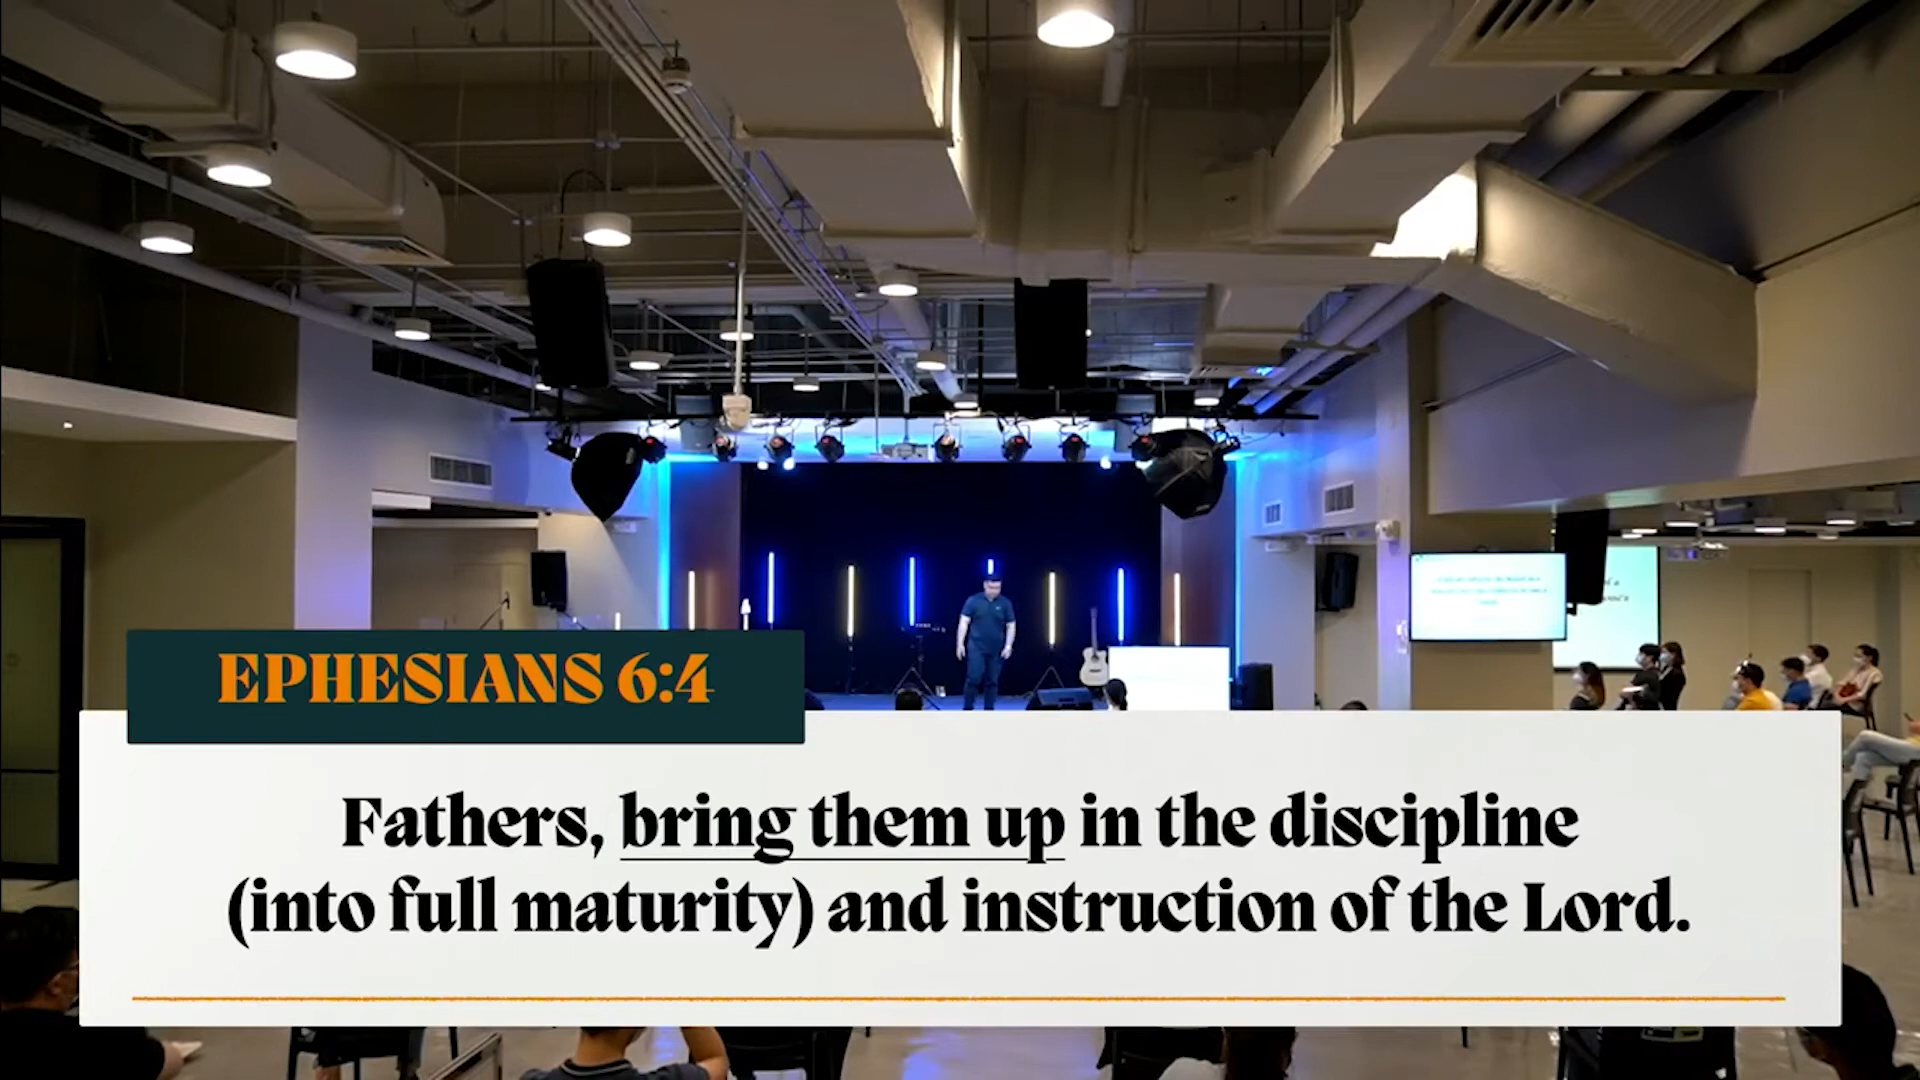 EPHESIANS 6:4
Fathers, bring them up in the discipline
(into full maturity) and instruction of the Lord.